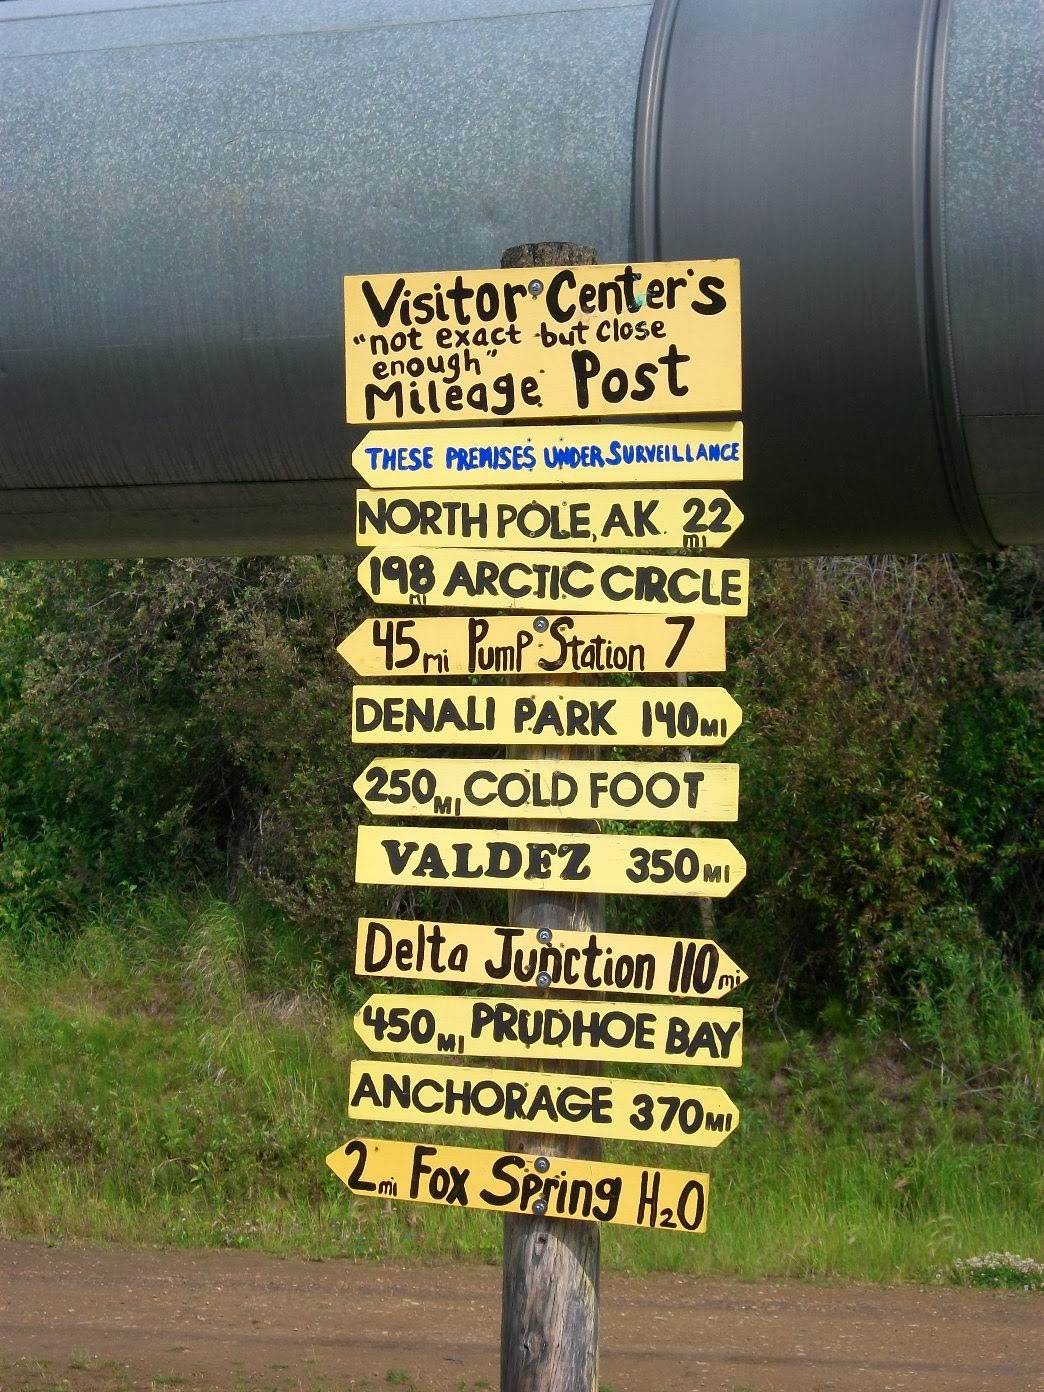 Visitor Center's
"not exact but close
enough"
Mileage Post
THESE PREMISES UNDER SURVEILLANCE
NORTH POLE, AK 22 mi
198 MI ARCTIC CIRCLE
45 mi Pump Station 7
DENALI PARK 140 MI
250 MI COLD FOOT
VALDEZ 350 MI
Delta Junction 110 mi
450 MI PRUDHOE BAY
ANCHORAGE 370 MI
2 mi Fox Spring H₂O